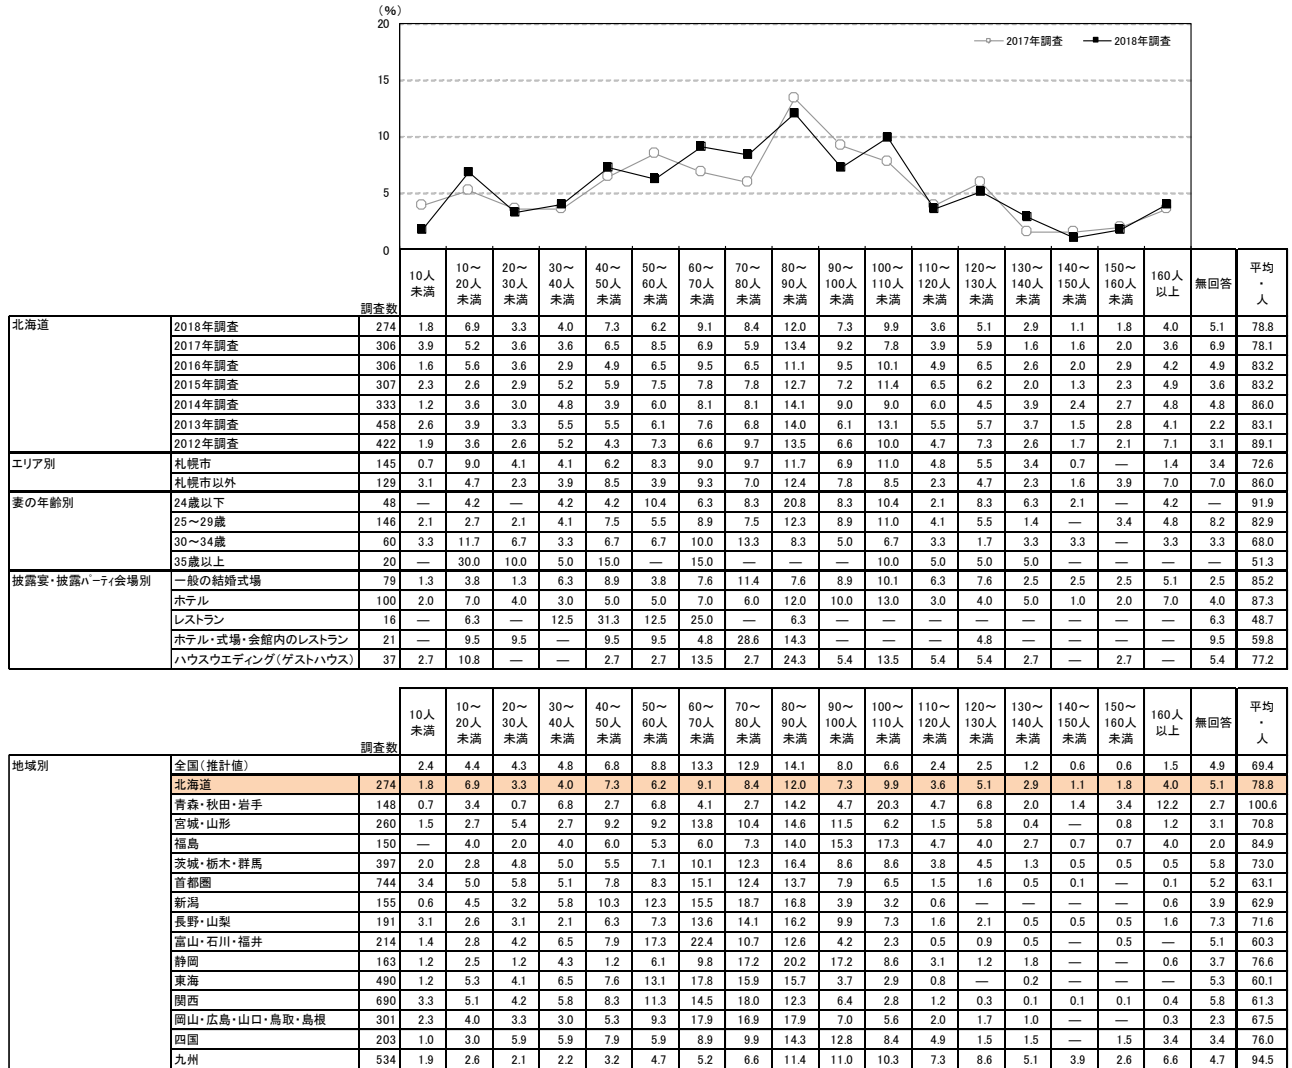 (%)
20
15
10
5
0
2017年調査 2018年調査
調査数 10人未満 10～20人未満 20～30人未満 30～40人未満 40～50人未満 50～60人未満 60～70人未満 70～80人未満 80～90人未満 90～100人未満 100～110人未満 110～120人未満 120～130人未満 130～140人未満 140～150人未満 150～160人未満 160人以上 無回答 平均・人
北海道 2018年調査 274 1.8 6.9 3.3 4.0 7.3 6.2 9.1 8.4 12.0 7.3 9.9 3.6 5.1 2.9 1.1 1.8 4.0 5.1 78.8
2017年調査 306 3.9 5.2 3.6 3.6 6.5 8.5 6.9 5.9 13.4 9.2 7.8 3.9 5.9 1.6 1.6 2.0 3.6 6.9 78.1
2016年調査 306 1.6 5.6 3.6 2.9 4.9 6.5 9.5 6.5 11.1 9.5 10.1 4.9 6.5 2.6 2.0 2.9 4.2 4.9 83.2
2015年調査 307 2.3 2.6 2.9 5.2 5.9 7.5 7.8 7.8 12.7 7.2 11.4 6.5 6.2 2.0 1.3 2.3 4.9 3.6 83.2
2014年調査 333 1.2 3.6 3.0 4.8 3.9 6.0 8.1 8.1 14.1 9.0 9.0 6.0 4.5 3.9 2.4 2.7 4.8 4.8 86.0
2013年調査 458 2.6 3.9 3.3 5.5 5.5 6.1 7.6 6.8 14.0 6.1 13.1 5.5 5.7 3.7 1.5 2.8 4.1 2.2 83.1
2012年調査 422 1.9 3.6 2.6 5.2 4.3 7.3 6.6 9.7 13.5 6.6 10.0 4.7 7.3 2.6 1.7 2.1 7.1 3.1 89.1
エリア別 札幌市 145 0.7 9.0 4.1 4.1 6.2 8.3 9.0 9.7 11.7 6.9 11.0 4.8 5.5 3.4 0.7 — 1.4 3.4 72.6
札幌市以外 129 3.1 4.7 2.3 3.9 8.5 3.9 9.3 7.0 12.4 7.8 8.5 2.3 4.7 2.3 1.6 3.9 7.0 7.0 86.0
妻の年齢別 24歳以下 48 — 4.2 — 4.2 4.2 10.4 6.3 8.3 20.8 8.3 10.4 2.1 8.3 6.3 2.1 — 4.2 — 91.9
25～29歳 146 2.1 2.7 2.1 4.1 7.5 5.5 8.9 7.5 12.3 8.9 11.0 4.1 5.5 1.4 — 3.4 4.8 8.2 82.9
30～34歳 60 3.3 11.7 6.7 3.3 6.7 6.7 10.0 13.3 8.3 5.0 6.7 3.3 1.7 3.3 3.3 — 3.3 3.3 68.0
35歳以上 20 — 30.0 10.0 5.0 15.0 — 15.0 — — — 10.0 5.0 5.0 5.0 — — — — 51.3
披露宴・披露ﾊﾟｰﾃｨ会場別 一般の結婚式場 79 1.3 3.8 1.3 6.3 8.9 3.8 7.6 11.4 7.6 8.9 10.1 6.3 7.6 2.5 2.5 2.5 5.1 2.5 85.2
ホテル 100 2.0 7.0 4.0 3.0 5.0 5.0 7.0 6.0 12.0 10.0 13.0 3.0 4.0 5.0 1.0 2.0 7.0 4.0 87.3
レストラン 16 — 6.3 — 12.5 31.3 12.5 25.0 — 6.3 — — — — — — — — 6.3 48.7
ホテル・式場・会館内のレストラン 21 — 9.5 9.5 — 9.5 9.5 4.8 28.6 14.3 — — — 4.8 — — — — 9.5 59.8
ハウスウエディング(ゲストハウス) 37 2.7 10.8 — — 2.7 2.7 13.5 2.7 24.3 5.4 13.5 5.4 5.4 2.7 — 2.7 — 5.4 77.2
調査数 10人未満 10～20人未満 20～30人未満 30～40人未満 40～50人未満 50～60人未満 60～70人未満 70～80人未満 80～90人未満 90～100人未満 100～110人未満 110～120人未満 120～130人未満 130～140人未満 140～150人未満 150～160人未満 160人以上 無回答 平均・人
地域別 全国(推計値) 2.4 4.4 4.3 4.8 6.8 8.8 13.3 12.9 14.1 8.0 6.6 2.4 2.5 1.2 0.6 0.6 1.5 4.9 69.4
北海道 274 1.8 6.9 3.3 4.0 7.3 6.2 9.1 8.4 12.0 7.3 9.9 3.6 5.1 2.9 1.1 1.8 4.0 5.1 78.8
青森・秋田・岩手 148 0.7 3.4 0.7 6.8 2.7 6.8 4.1 2.7 14.2 4.7 20.3 4.7 6.8 2.0 1.4 3.4 12.2 2.7 100.6
宮城・山形 260 1.5 2.7 5.4 2.7 9.2 9.2 13.8 10.4 14.6 11.5 6.2 1.5 5.8 0.4 — 0.8 1.2 3.1 70.8
福島 150 — 4.0 2.0 4.0 6.0 5.3 6.0 7.3 14.0 15.3 17.3 4.7 4.0 2.7 0.7 0.7 4.0 2.0 84.9
茨城・栃木・群馬 397 2.0 2.8 4.8 5.0 5.5 7.1 10.1 12.3 16.4 8.6 8.6 3.8 4.5 1.3 0.5 0.5 0.5 5.8 73.0
首都圏 744 3.4 5.0 5.8 5.1 7.8 8.3 15.1 12.4 13.7 7.9 6.5 1.5 1.6 0.5 0.1 — 0.1 5.2 63.1
新潟 155 0.6 4.5 3.2 5.8 10.3 12.3 15.5 18.7 16.8 3.9 3.2 0.6 — — — — 0.6 3.9 62.9
長野・山梨 191 3.1 2.6 3.1 2.1 6.3 7.3 13.6 14.1 16.2 9.9 7.3 1.6 2.1 0.5 0.5 0.5 1.6 7.3 71.6
富山・石川・福井 214 1.4 2.8 4.2 6.5 7.9 17.3 22.4 10.7 12.6 4.2 2.3 0.5 0.9 0.5 — 0.5 — 5.1 60.3
静岡 163 1.2 2.5 1.2 4.3 1.2 6.1 9.8 17.2 20.2 17.2 8.6 3.1 1.2 1.8 — — 0.6 3.7 76.6
東海 490 1.2 5.3 4.1 6.5 7.6 13.1 17.8 15.9 15.7 3.7 2.9 0.8 — 0.2 — — — 5.3 60.1
関西 690 3.3 5.1 4.2 5.8 8.3 11.3 14.5 18.0 12.3 6.4 2.8 1.2 0.3 0.1 0.1 0.1 0.4 5.8 61.3
岡山・広島・山口・鳥取・島根 301 2.3 4.0 3.3 3.0 5.3 9.3 17.9 16.9 17.9 7.0 5.6 2.0 1.7 1.0 — — 0.3 2.3 67.5
四国 203 1.0 3.0 5.9 5.9 7.9 5.9 8.9 9.9 14.3 12.8 8.4 4.9 1.5 1.5 — 1.5 3.4 3.4 76.0
九州 534 1.9 2.6 2.1 2.2 3.2 4.7 5.2 6.6 11.4 11.0 10.3 7.3 8.6 5.1 3.9 2.6 6.6 4.7 94.5